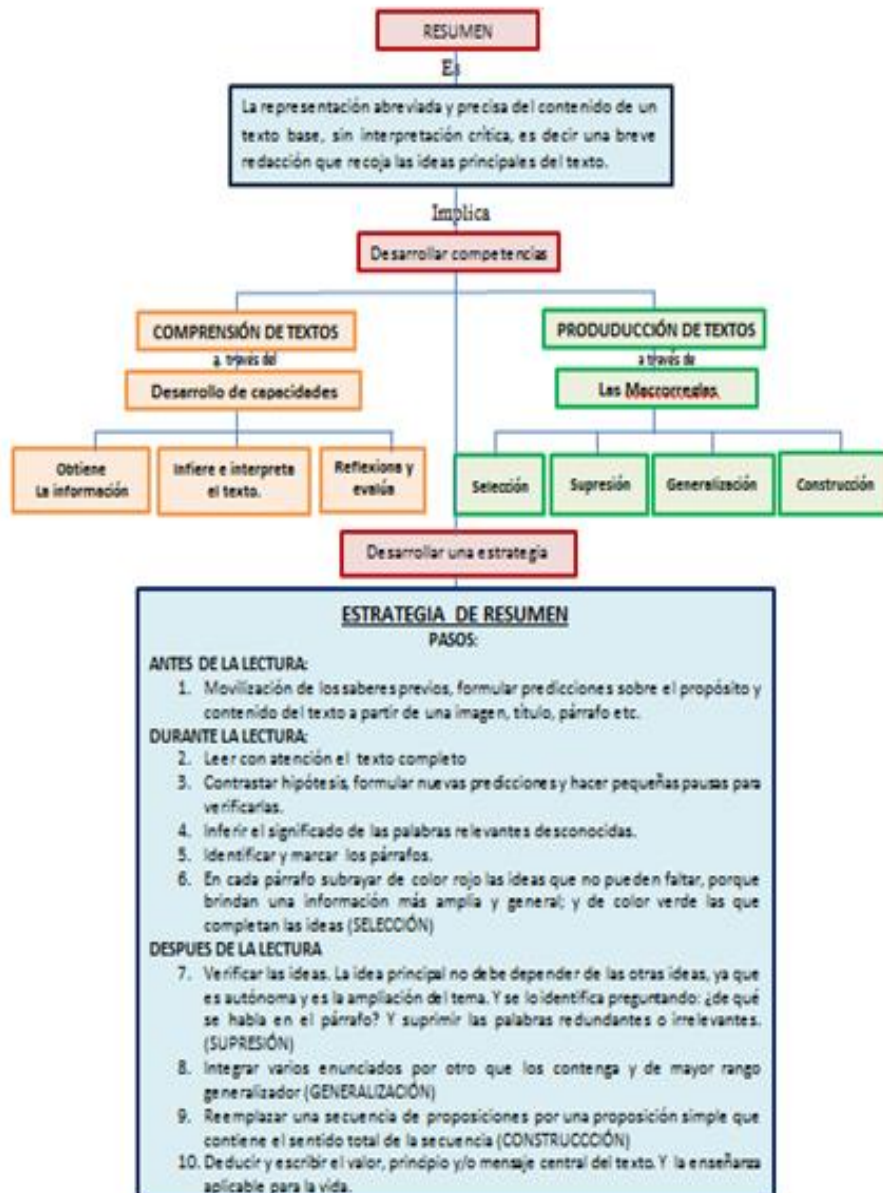 RESUMEN
Es
La representación abreviada y precisa del contenido de un
texto base, sin interpretación crítica, es decir una breve
redacción que recoja las ideas principales del texto.
Implica
Desarrollar competencias
COMPRENSIÓN DE TEXTOS
a través del
Desarrollo de capacidades
Obtiene
La información
Infiere e interpreta
el texto.
Reflexiona y
evalúa
PRODUDUCCIÓN DE TEXTOS
a través de
Las Macrorreglas
Selección
Supresión
Generalización
Construcción
Desarrollar una estrategia
ESTRATEGIA DE RESUMEN
PASOS:
ANTES DE LA LECTURA:
1. Movilización de los saberes previos, formular predicciones sobre el propósito y
contenido del texto a partir de una imagen, título, párrafo etc.
DURANTE LA LECTURA:
2. Leer con atención el texto completo
3. Contrastar hipótesis, formular nuevas predicciones y hacer pequeñas pausas para
verificarlas.
4. Inferir el significado de las palabras relevantes desconocidas.
5. Identificar y marcar los párrafos.
6. En cada párrafo subrayar de color rojo las ideas que no pueden faltar, porque
brindan una información más amplia y general; y de color verde las que
completan las ideas (SELECCIÓN)
DESPUES DE LA LECTURA
7. Verificar las ideas. La idea principal no debe depender de las otras ideas, ya que
es autónoma y es la ampliación del tema. Y se lo identifica preguntando: ¿de qué
se habla en el párrafo? Y suprimir las palabras redundantes o irrelevantes.
(SUPRESIÓN)
8. Integrar varios enunciados por otro que los contenga y de mayor rango
generalizador (GENERALIZACIÓN)
9. Reemplazar una secuencia de proposiciones por una proposición simple que
contiene el sentido total de la secuencia (CONSTRUCCCIÓN)
10. Deducir y escribir el valor, principio y/o mensaje central del texto. Y la enseñanza
aplicable para la vida.